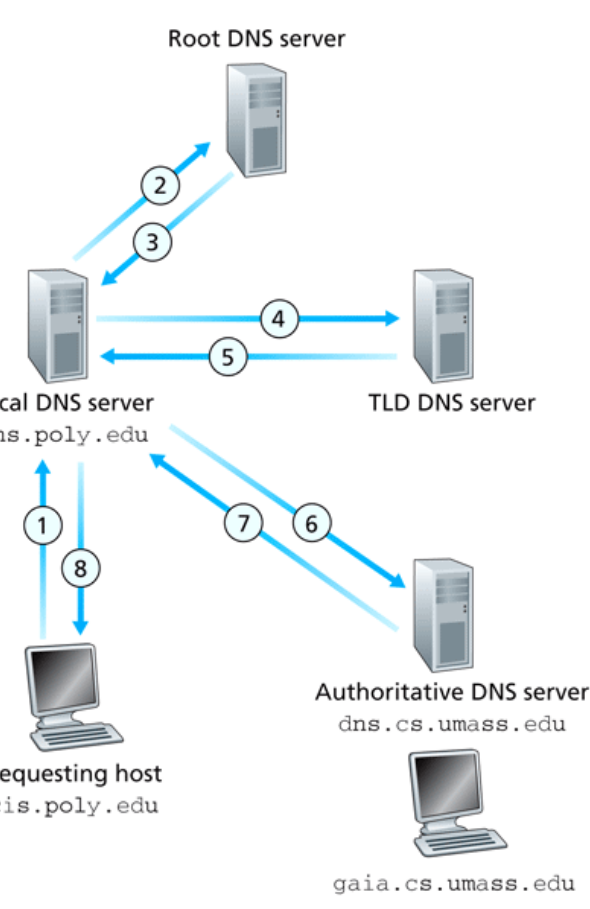 Root DNS server
2
3
4
5
cal DNS server
ns.poly.edu
TLD DNS server
1
8
7
6
Authoritative DNS server
dns.cs.umass.edu
equesting host
cis.poly.edu
gaia.cs.umass.edu